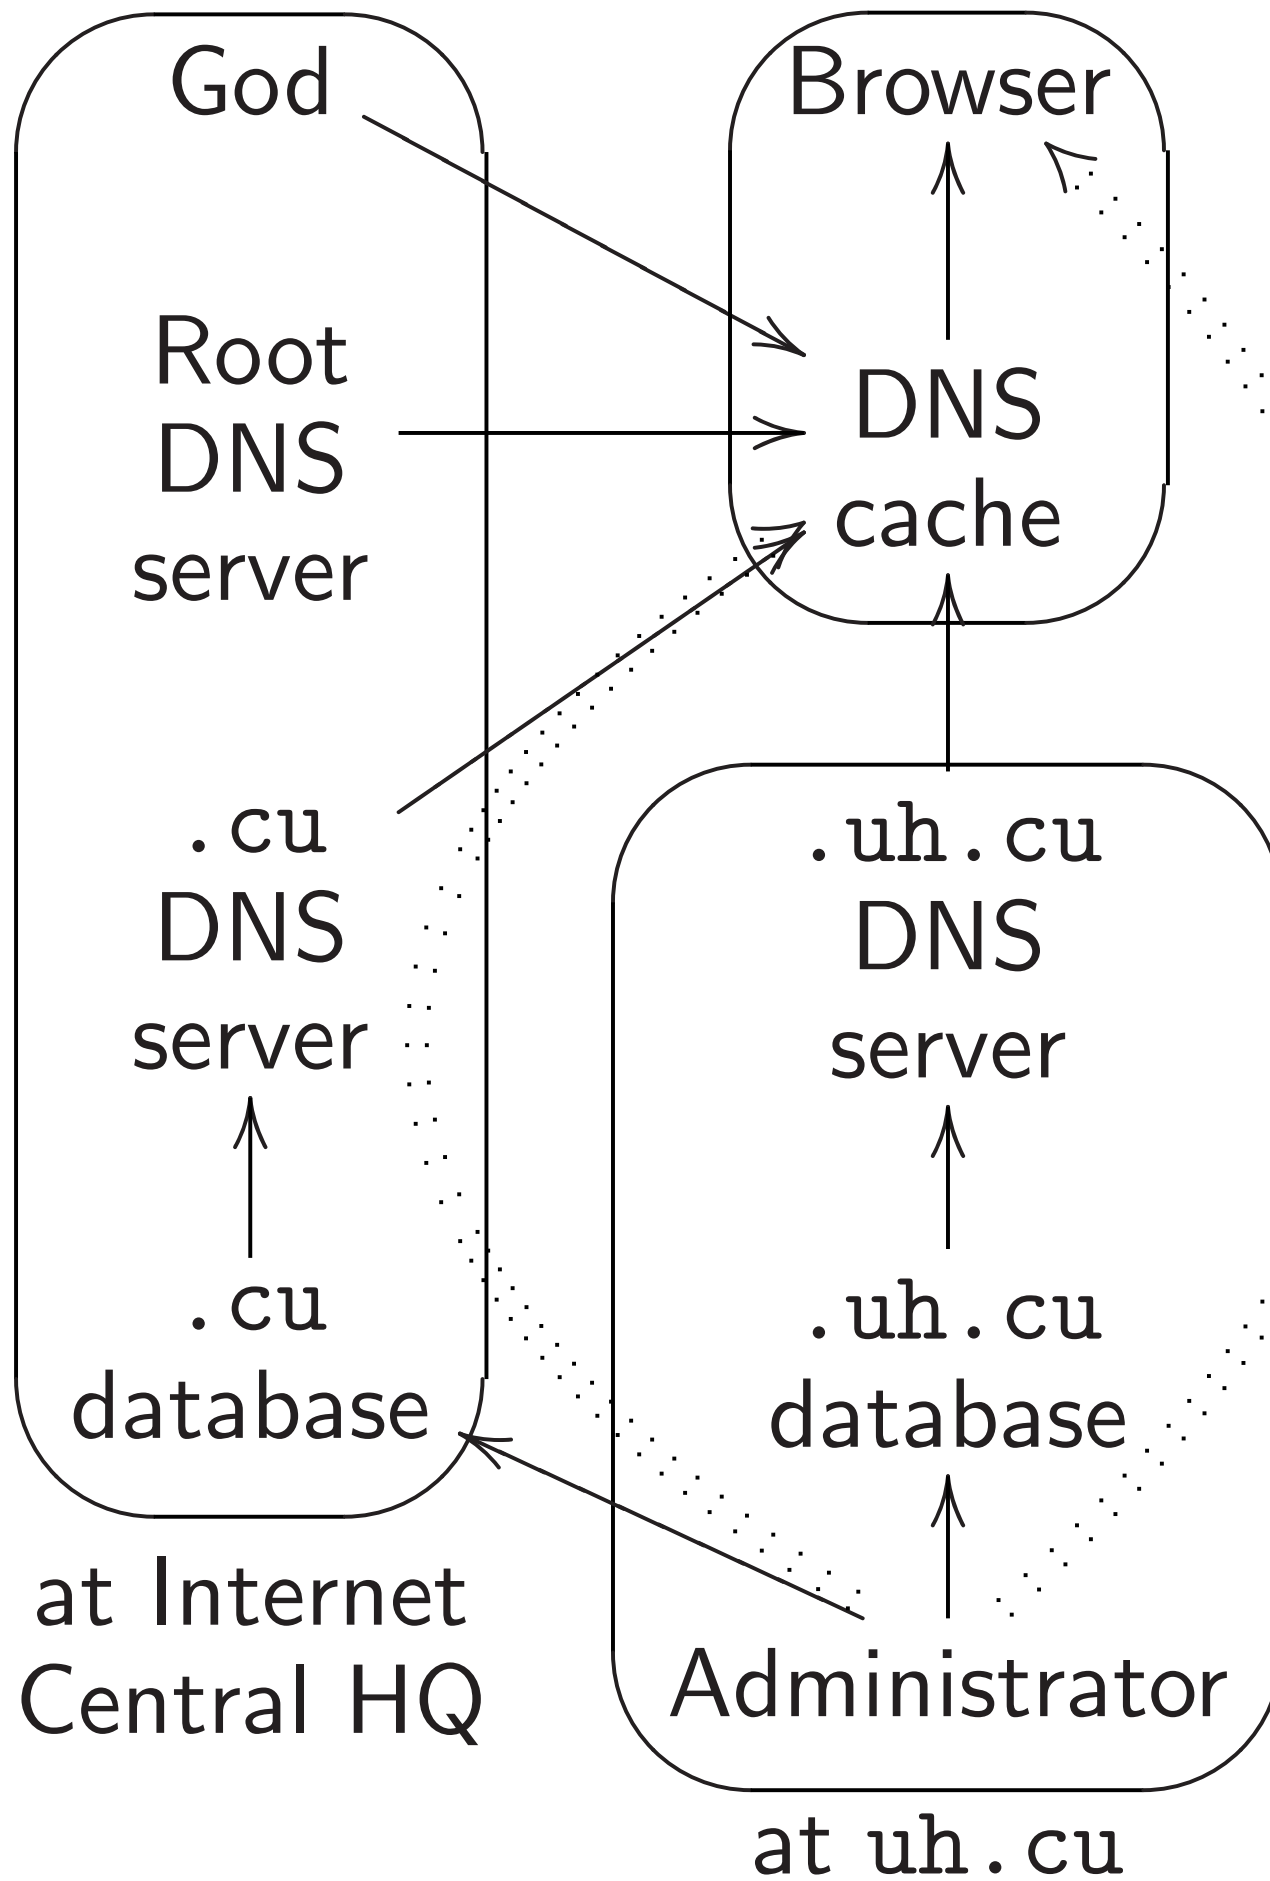 God
Root
DNS
server
.cu
DNS
server
.cu
database
at Internet
Central HQ
Browser
DNS
cache
.uh.cu
DNS
server
.uh.cu
database
Administrator
at uh.cu